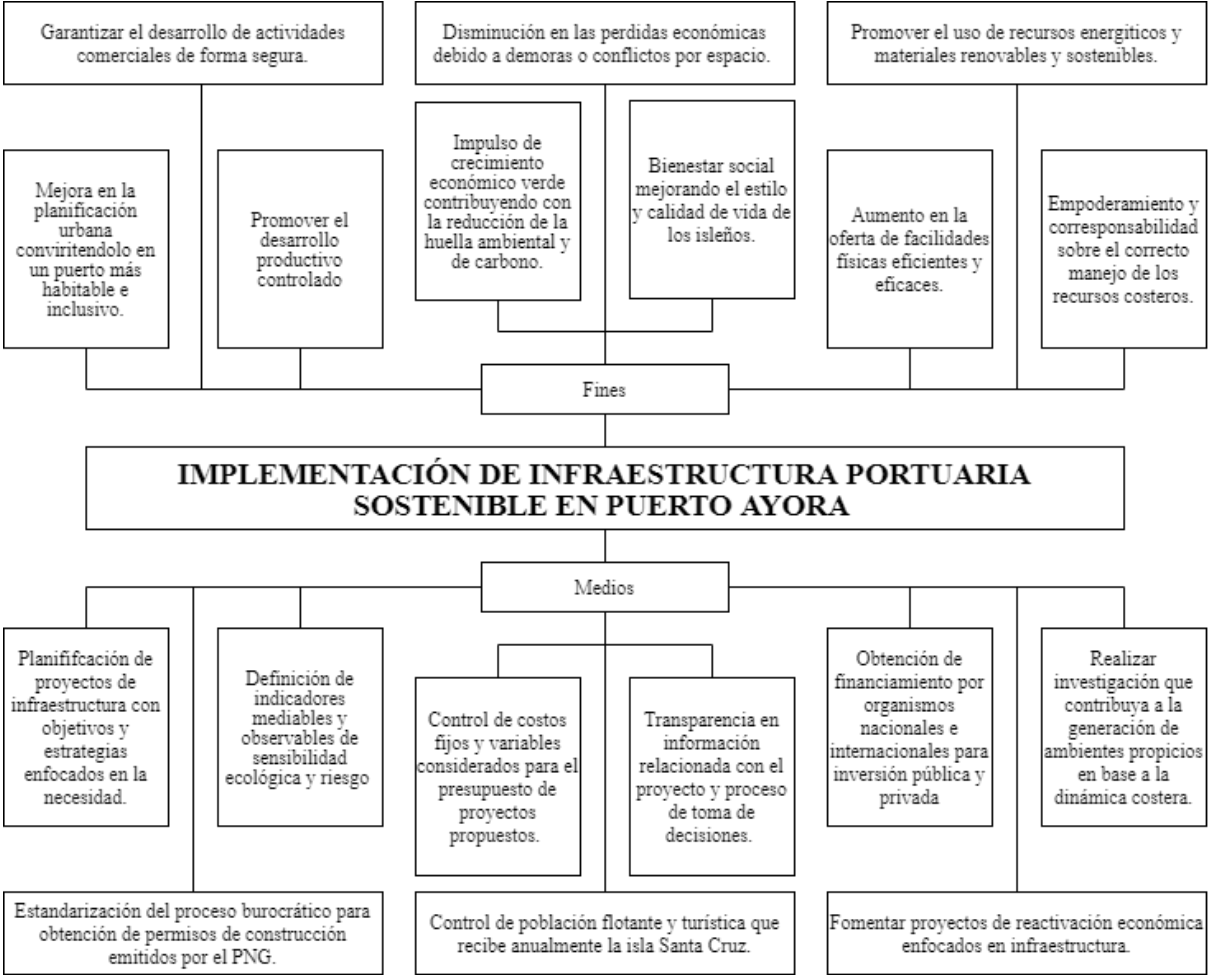 Garantizar el desarrollo de actividades
comerciales de forma segura.
Disminución en las perdidas económicas
debido a demoras o conflictos por espacio.
Promover el uso de recursos energiticos y
materiales renovables y sostenibles.
Mejora en la
planificación
urbana
conviritendolo en
un puerto más
habitable e
inclusivo.
Promover el
desarrollo
productivo
controlado
Impulso de
crecimiento
económico verde
contribuyendo con
la reducción de la
huella ambiental y
de carbono.
Bienestar social
mejorando el estilo
y calidad de vida de
los isleños.
Aumento en la
oferta de facilidades
físicas eficientes y
eficaces.
Empoderamiento y
corresponsabilidad
sobre el correcto
manejo de los
recursos costeros.
Fines
IMPLEMENTACIÓN DE INFRAESTRUCTURA PORTUARIA
SOSTENIBLE EN PUERTO AYORA
Medios
Planififcación de
proyectos de
infraestructura con
objetivos y
estrategias
enfocados en la
necesidad.
Definición de
indicadores
mediables y
observables de
sensibilidad
ecológica y riesgo
Control de costos
fijos y variables
considerados para el
presupuesto de
proyectos
propuestos.
Transparencia en
información
relacionada con el
proyecto y proceso
de toma de
decisiones.
Obtención de
financiamiento por
organismos
nacionales e
internacionales para
inversión pública y
privada
Realizar
investigación que
contribuya a la
generación de
ambientes propicios
en base a la
dinámica costera.
Estandarización del proceso burocrático para
obtención de permisos de construcción
emitidos por el PNG.
Control de población flotante y turística que
recibe anualmente la isla Santa Cruz.
Fomentar proyectos de reactivación económica
enfocados en infraestructura.